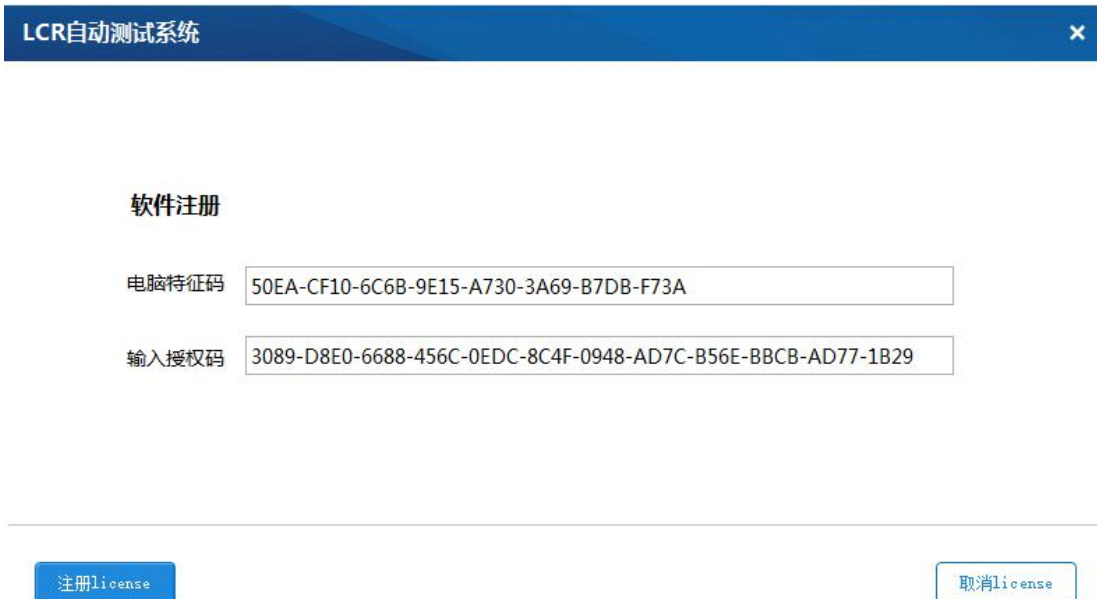 LCR自动测试系统
软件注册
电脑特征码 50EA-CF10-6C6B-9E15-A730-3A69-B7DB-F73A
输入授权码 3089-D8E0-6688-456C-0EDC-8C4F-0948-AD7C-B56E-BBCB-AD77-1B29
注册license 取消license